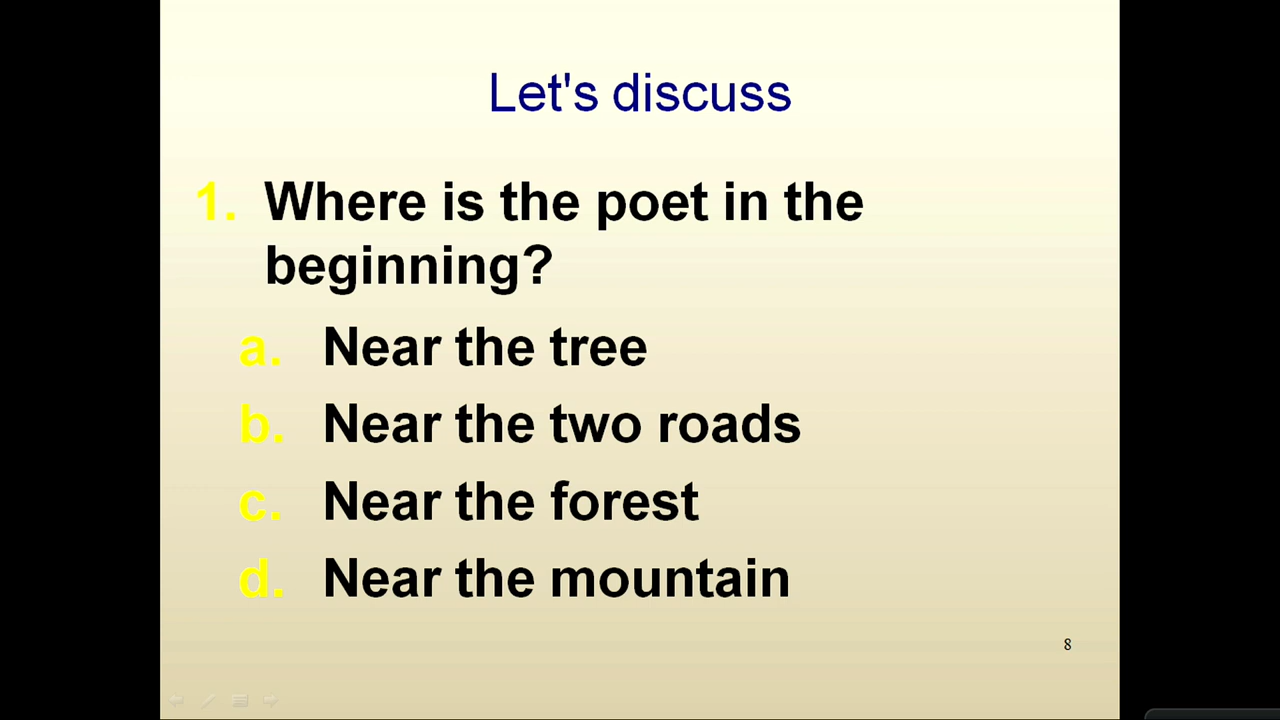 Let's discuss
1. Where is the poet in the
beginning?
a. Near the tree
b. Near the two roads
c. Near the forest
d. Near the mountain
8